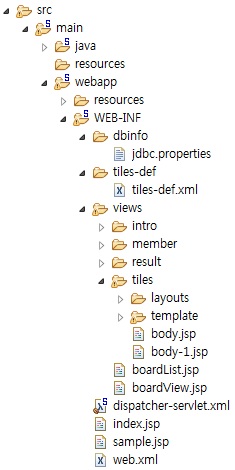 src
main
java
resources
webapp
resources
WEB-INF
dbinfo
jdbc.properties
tiles-def
tiles-def.xml
views
intro
member
result
tiles
layouts
template
body.jsp
body-1.jsp
boardList.jsp
boardView.jsp
dispatcher-servlet.xml
index.jsp
sample.jsp
web.xml